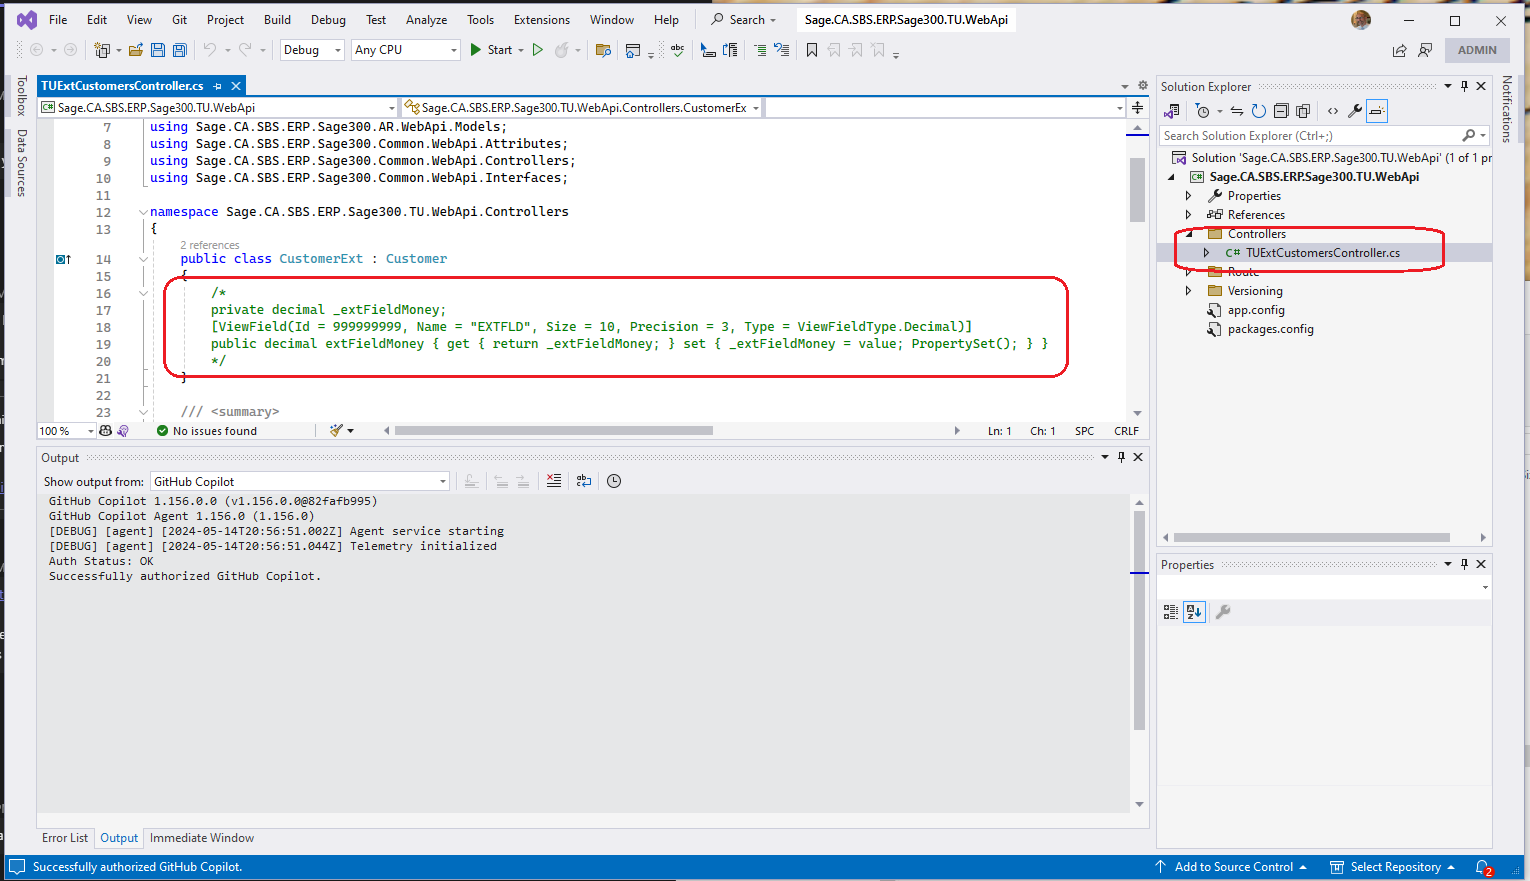 File Edit View Git Project Build Debug Test Analyze Tools Extensions Window Help Search Sage.CA.SBS.ERP.Sage300.TU.WebApi
Debug Any CPU Start ADMIN
Toolbox
Data Sources
TUExtCustomersController.cs
Sage.CA.SBS.ERP.Sage300.TU.WebApi Sage.CA.SBS.ERP.Sage300.TU.WebApi.Controllers.CustomerEx
7 using Sage.CA.SBS.ERP.Sage300.AR.WebApi.Models;
8 using Sage.CA.SBS.ERP.Sage300.Common.WebApi.Attributes;
9 using Sage.CA.SBS.ERP.Sage300.Common.WebApi.Controllers;
10 using Sage.CA.SBS.ERP.Sage300.Common.WebApi.Interfaces;
11
12 namespace Sage.CA.SBS.ERP.Sage300.TU.WebApi.Controllers
13 {
2 references
14 public class CustomerExt : Customer
15 {
16 /*
17 private decimal _extFieldMoney;
18 [ViewField(Id = 999999999, Name = "EXTFLD", Size = 10, Precision = 3, Type = ViewFieldType.Decimal)]
19 public decimal extFieldMoney { get { return _extFieldMoney; } set { _extFieldMoney = value; PropertySet(); } }
20 */
21 }
22
23 /// <summary>
100 % No issues found Ln: 1 Ch: 1 SPC CRLF
Output
Show output from: GitHub Copilot
GitHub Copilot 1.156.0.0 (v1.156.0.0@82fafb995)
GitHub Copilot Agent 1.156.0 (1.156.0)
[DEBUG] [agent] [2024-05-14T20:56:51.002Z] Agent service starting
[DEBUG] [agent] [2024-05-14T20:56:51.044Z] Telemetry initialized
Auth Status: OK
Successfully authorized GitHub Copilot.
Error List Output Immediate Window
Solution Explorer
Search Solution Explorer (Ctrl+;)
Solution 'Sage.CA.SBS.ERP.Sage300.TU.WebApi' (1 of 1 pr
Sage.CA.SBS.ERP.Sage300.TU.WebApi
Properties
References
Controllers
C# TUExtCustomersController.cs
Route
Versioning
app.config
packages.config
Properties
Notifications
Successfully authorized GitHub Copilot. Add to Source Control Select Repository 2